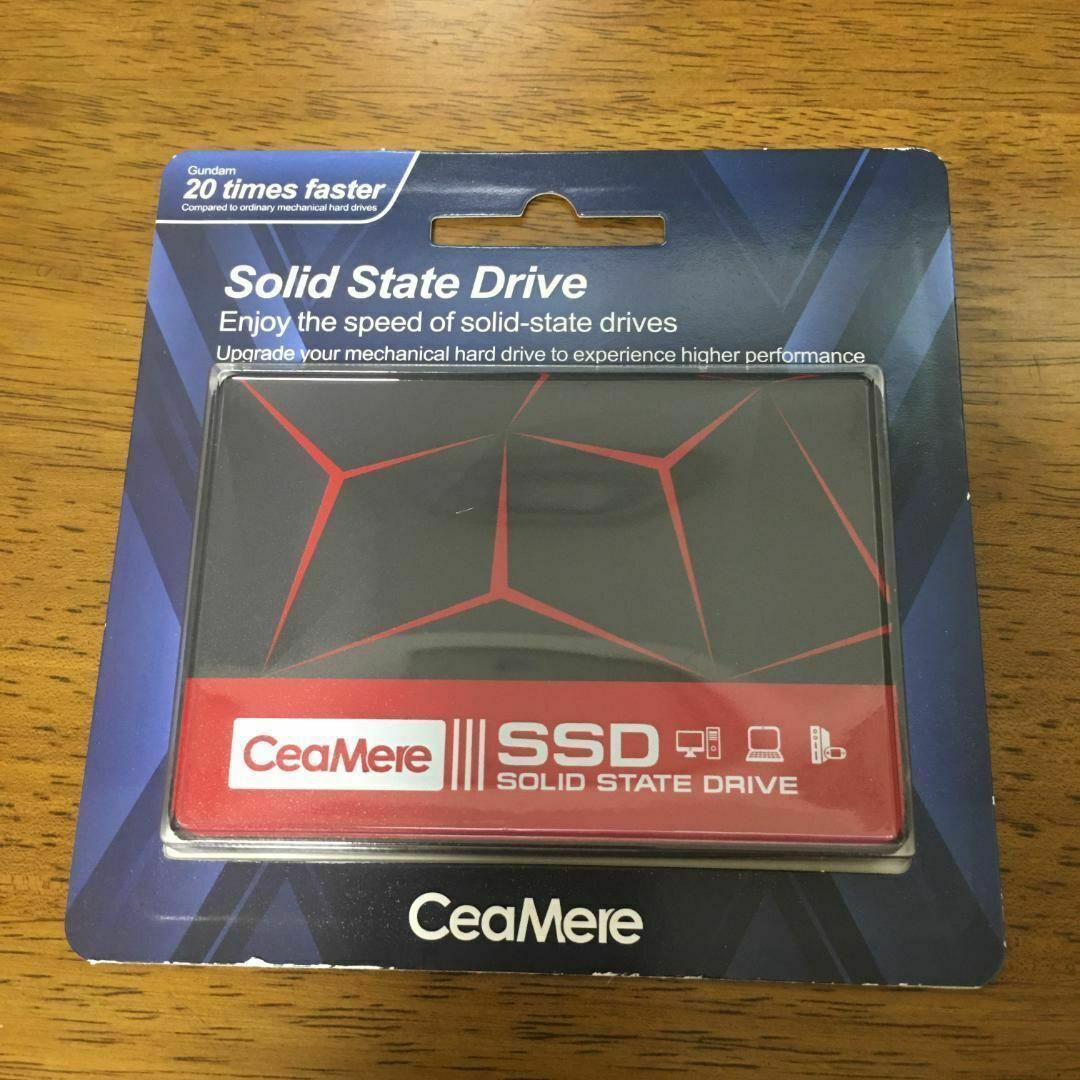 Gundam
20 times faster
Compared to ordinary mechanical hard drives
Solid State Drive
Enjoy the speed of solid-state drives
Upgrade your mechanical hard drive to experience higher performance
CeaMere SSD
SOLID STATE DRIVE
CeaMere